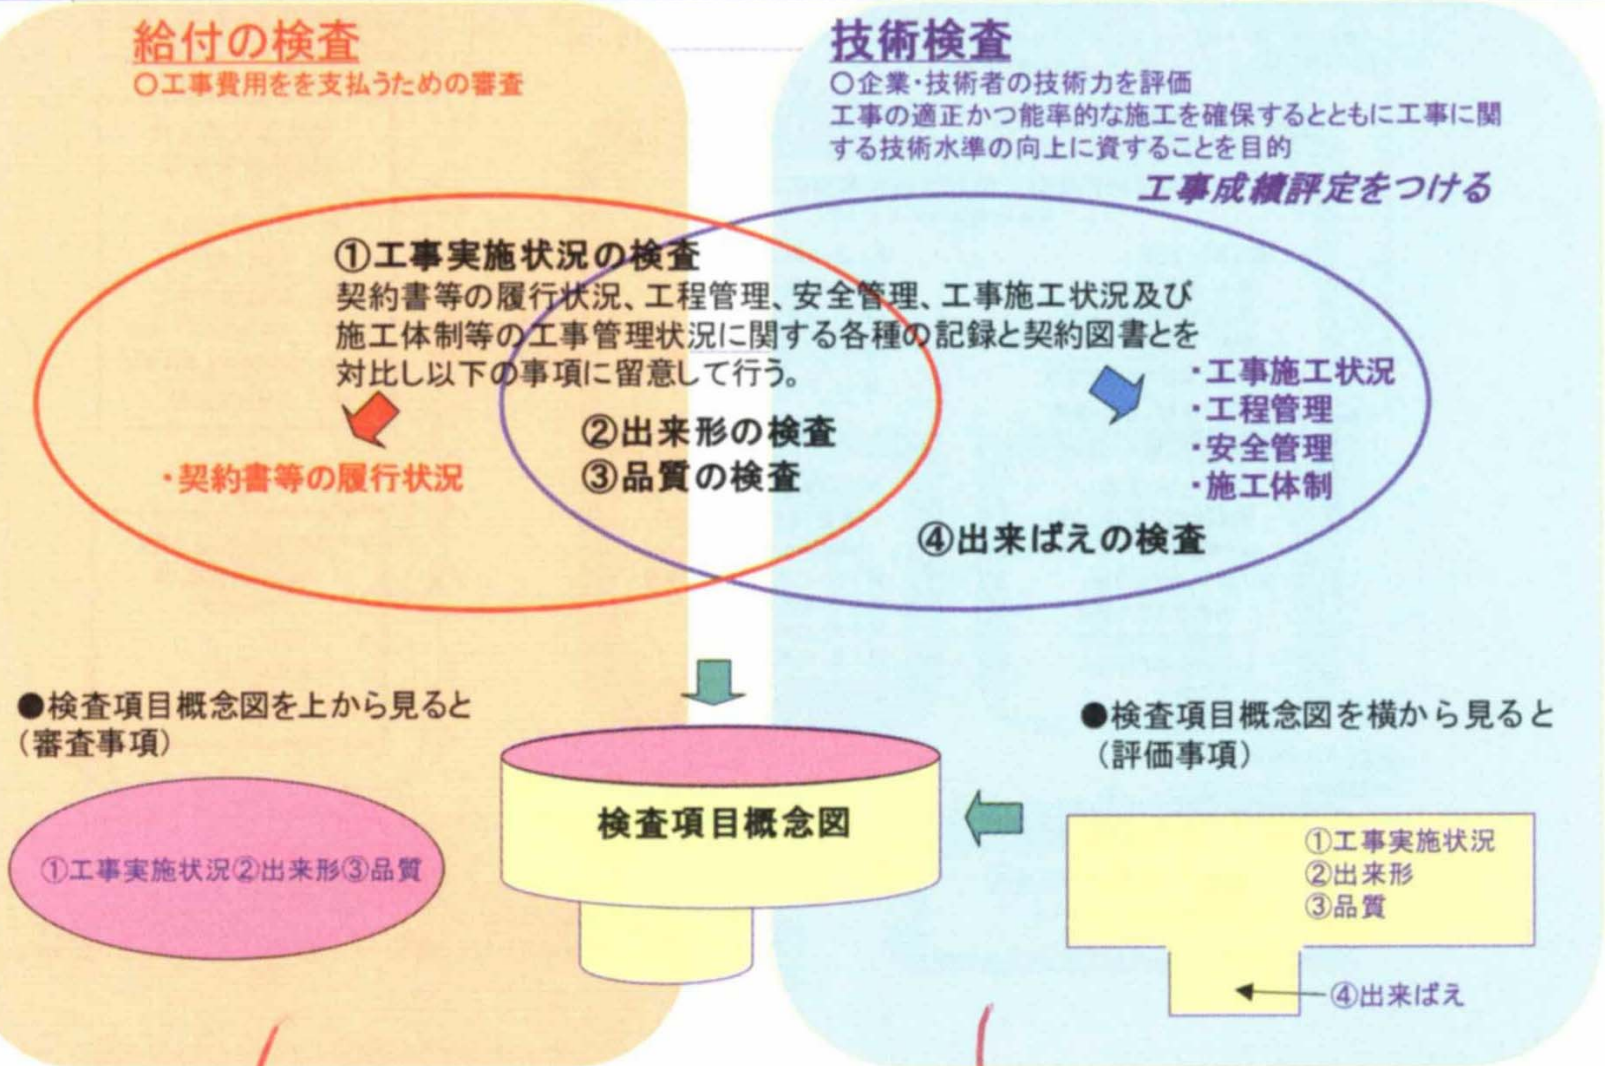 給付の検査
○工事費用をを支払うための審査
技術検査
○企業・技術者の技術力を評価
工事の適正かつ能率的な施工を確保するとともに工事に関
する技術水準の向上に資することを目的
工事成績評定をつける
①工事実施状況の検査
契約書等の履行状況、工程管理、安全管理、工事施工状況及び
施工体制等の工事管理状況に関する各種の記録と契約図書とを
対比し以下の事項に留意して行う。
・契約書等の履行状況
②出来形の検査
③品質の検査
・工事施工状況
・工程管理
・安全管理
・施工体制
④出来ばえの検査
●検査項目概念図を上から見ると
(審査事項)
①工事実施状況②出来形③品質
検査項目概念図
●検査項目概念図を横から見ると
(評価事項)
①工事実施状況
②出来形
③品質
④出来ばえ